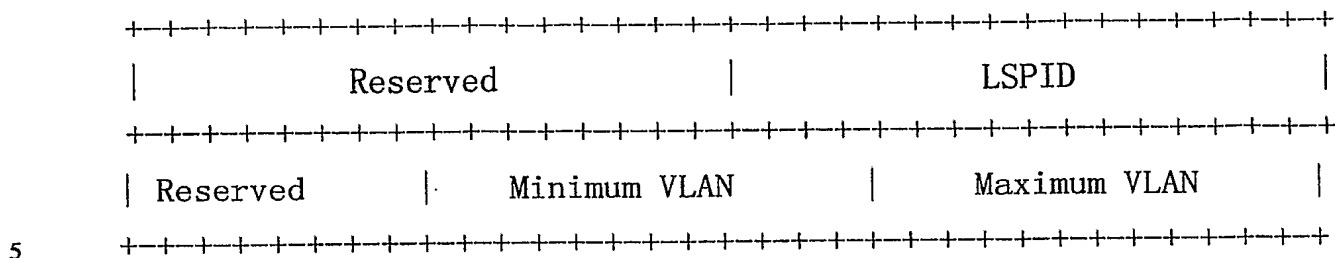 +-+-+-+-+-+-+-+-+-+-+-+-+-+-+-+-+-+-+-+-+-+-+-+-+-+-+-+-+-+-+-+-+
| Reserved | LSPID |
+-+-+-+-+-+-+-+-+-+-+-+-+-+-+-+-+-+-+-+-+-+-+-+-+-+-+-+-+-+-+-+-+
| Reserved | Minimum VLAN | Maximum VLAN |
5 +-+-+-+-+-+-+-+-+-+-+-+-+-+-+-+-+-+-+-+-+-+-+-+-+-+-+-+-+-+-+-+-+